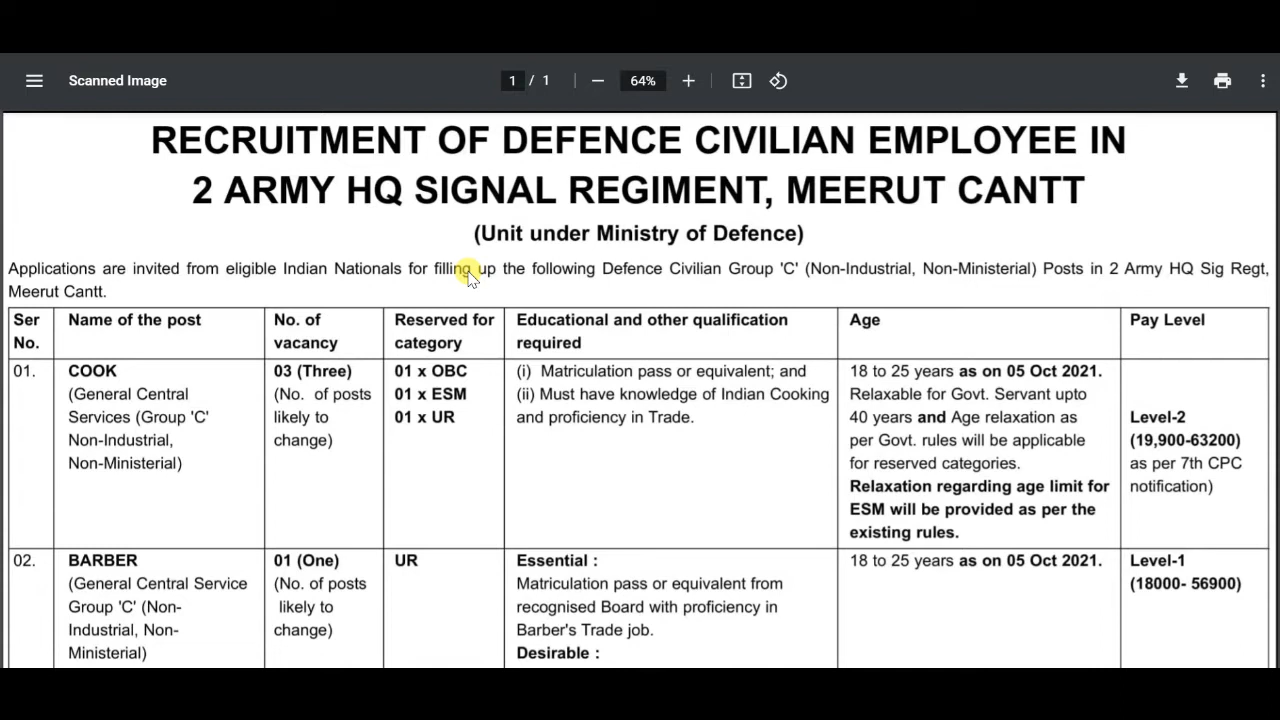 Scanned Image
1 / 1
64%
RECRUITMENT OF DEFENCE CIVILIAN EMPLOYEE IN
2 ARMY HQ SIGNAL REGIMENT, MEERUT CANTT
(Unit under Ministry of Defence)
Applications are invited from eligible Indian Nationals for filling up the following Defence Civilian Group 'C' (Non-Industrial, Non-Ministerial) Posts in 2 Army HQ Sig Regt,
Meerut Cantt.
Ser
No.
Name of the post
No. of
vacancy
Reserved for
category
Educational and other qualification
required
Age
Pay Level
01.
COOK
(General Central
Services (Group 'C'
Non-Industrial,
Non-Ministerial)
03 (Three)
(No. of posts
likely to
change)
01 x OBC
01 x ESM
01 x UR
(i) Matriculation pass or equivalent; and
(ii) Must have knowledge of Indian Cooking
and proficiency in Trade.
18 to 25 years as on 05 Oct 2021.
Relaxable for Govt. Servant upto
40 years and Age relaxation as
per Govt. rules will be applicable
for reserved categories.
Relaxation regarding age limit for
ESM will be provided as per the
existing rules.
Level-2
(19,900-63200)
as per 7th CPC
notification)
02.
BARBER
(General Central Service
Group 'C' (Non-
Industrial, Non-
Ministerial)
01 (One)
(No. of posts
likely to
change)
UR
Essential :
Matriculation pass or equivalent from
recognised Board with proficiency in
Barber's Trade job.
Desirable :
18 to 25 years as on 05 Oct 2021.
Level-1
(18000- 56900)